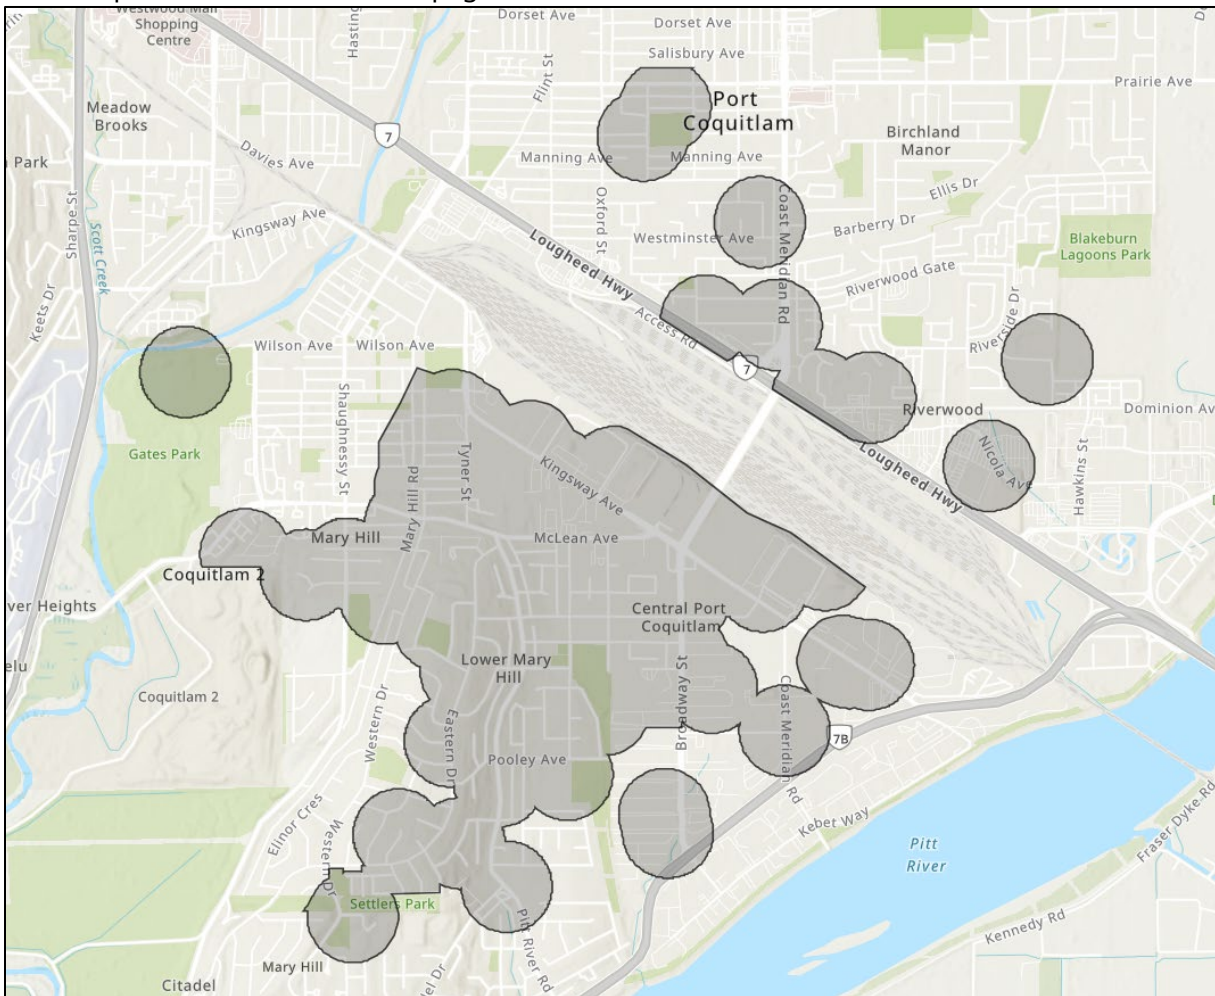 Westwood Mall
Shopping
Centre
Hasting
Dorset Ave
Dorset Ave
Salisbury Ave
Prairie Ave
Flint St
Port
Coquitlam
Meadow
Brooks
7
Birchland
Manor
Park
Davies Ave
Manning Ave
Manning Ave
Ellis Dr
Sharpe St
Scott Creek
Kingsway Ave
Oxford St
Coast Meridian Rd
Barberry Dr
Westminster Ave
Blakeburn
Lagoons Park
Lougheed Hwy
Riverwood Gate
Keets Dr
Access Rd
Riverside Dr
Wilson Ave
Wilson Ave
7
Shaughnessy St
Riverwood
Dominion Av
Gates Park
Tyner St
Mary Hill Rd
Kingsway Ave
Lougheed Hwy
Nicola Ave
Hawkins St
Mary Hill
McLean Ave
Coquitlam 2
ver Heights
Central Port
Coquitlam
Lower Mary
Hill
Coquitlam 2
Western Dr
Eastern Dr
Broadway St
Coast Meridian Rd
7B
Pooley Ave
Elinor Cres
Western Dr
Kebet Way
Pitt
River
Fraser Dyke Rd
Settlers Park
Pitt River Rd
Kennedy Rd
Mary Hill
Citadel